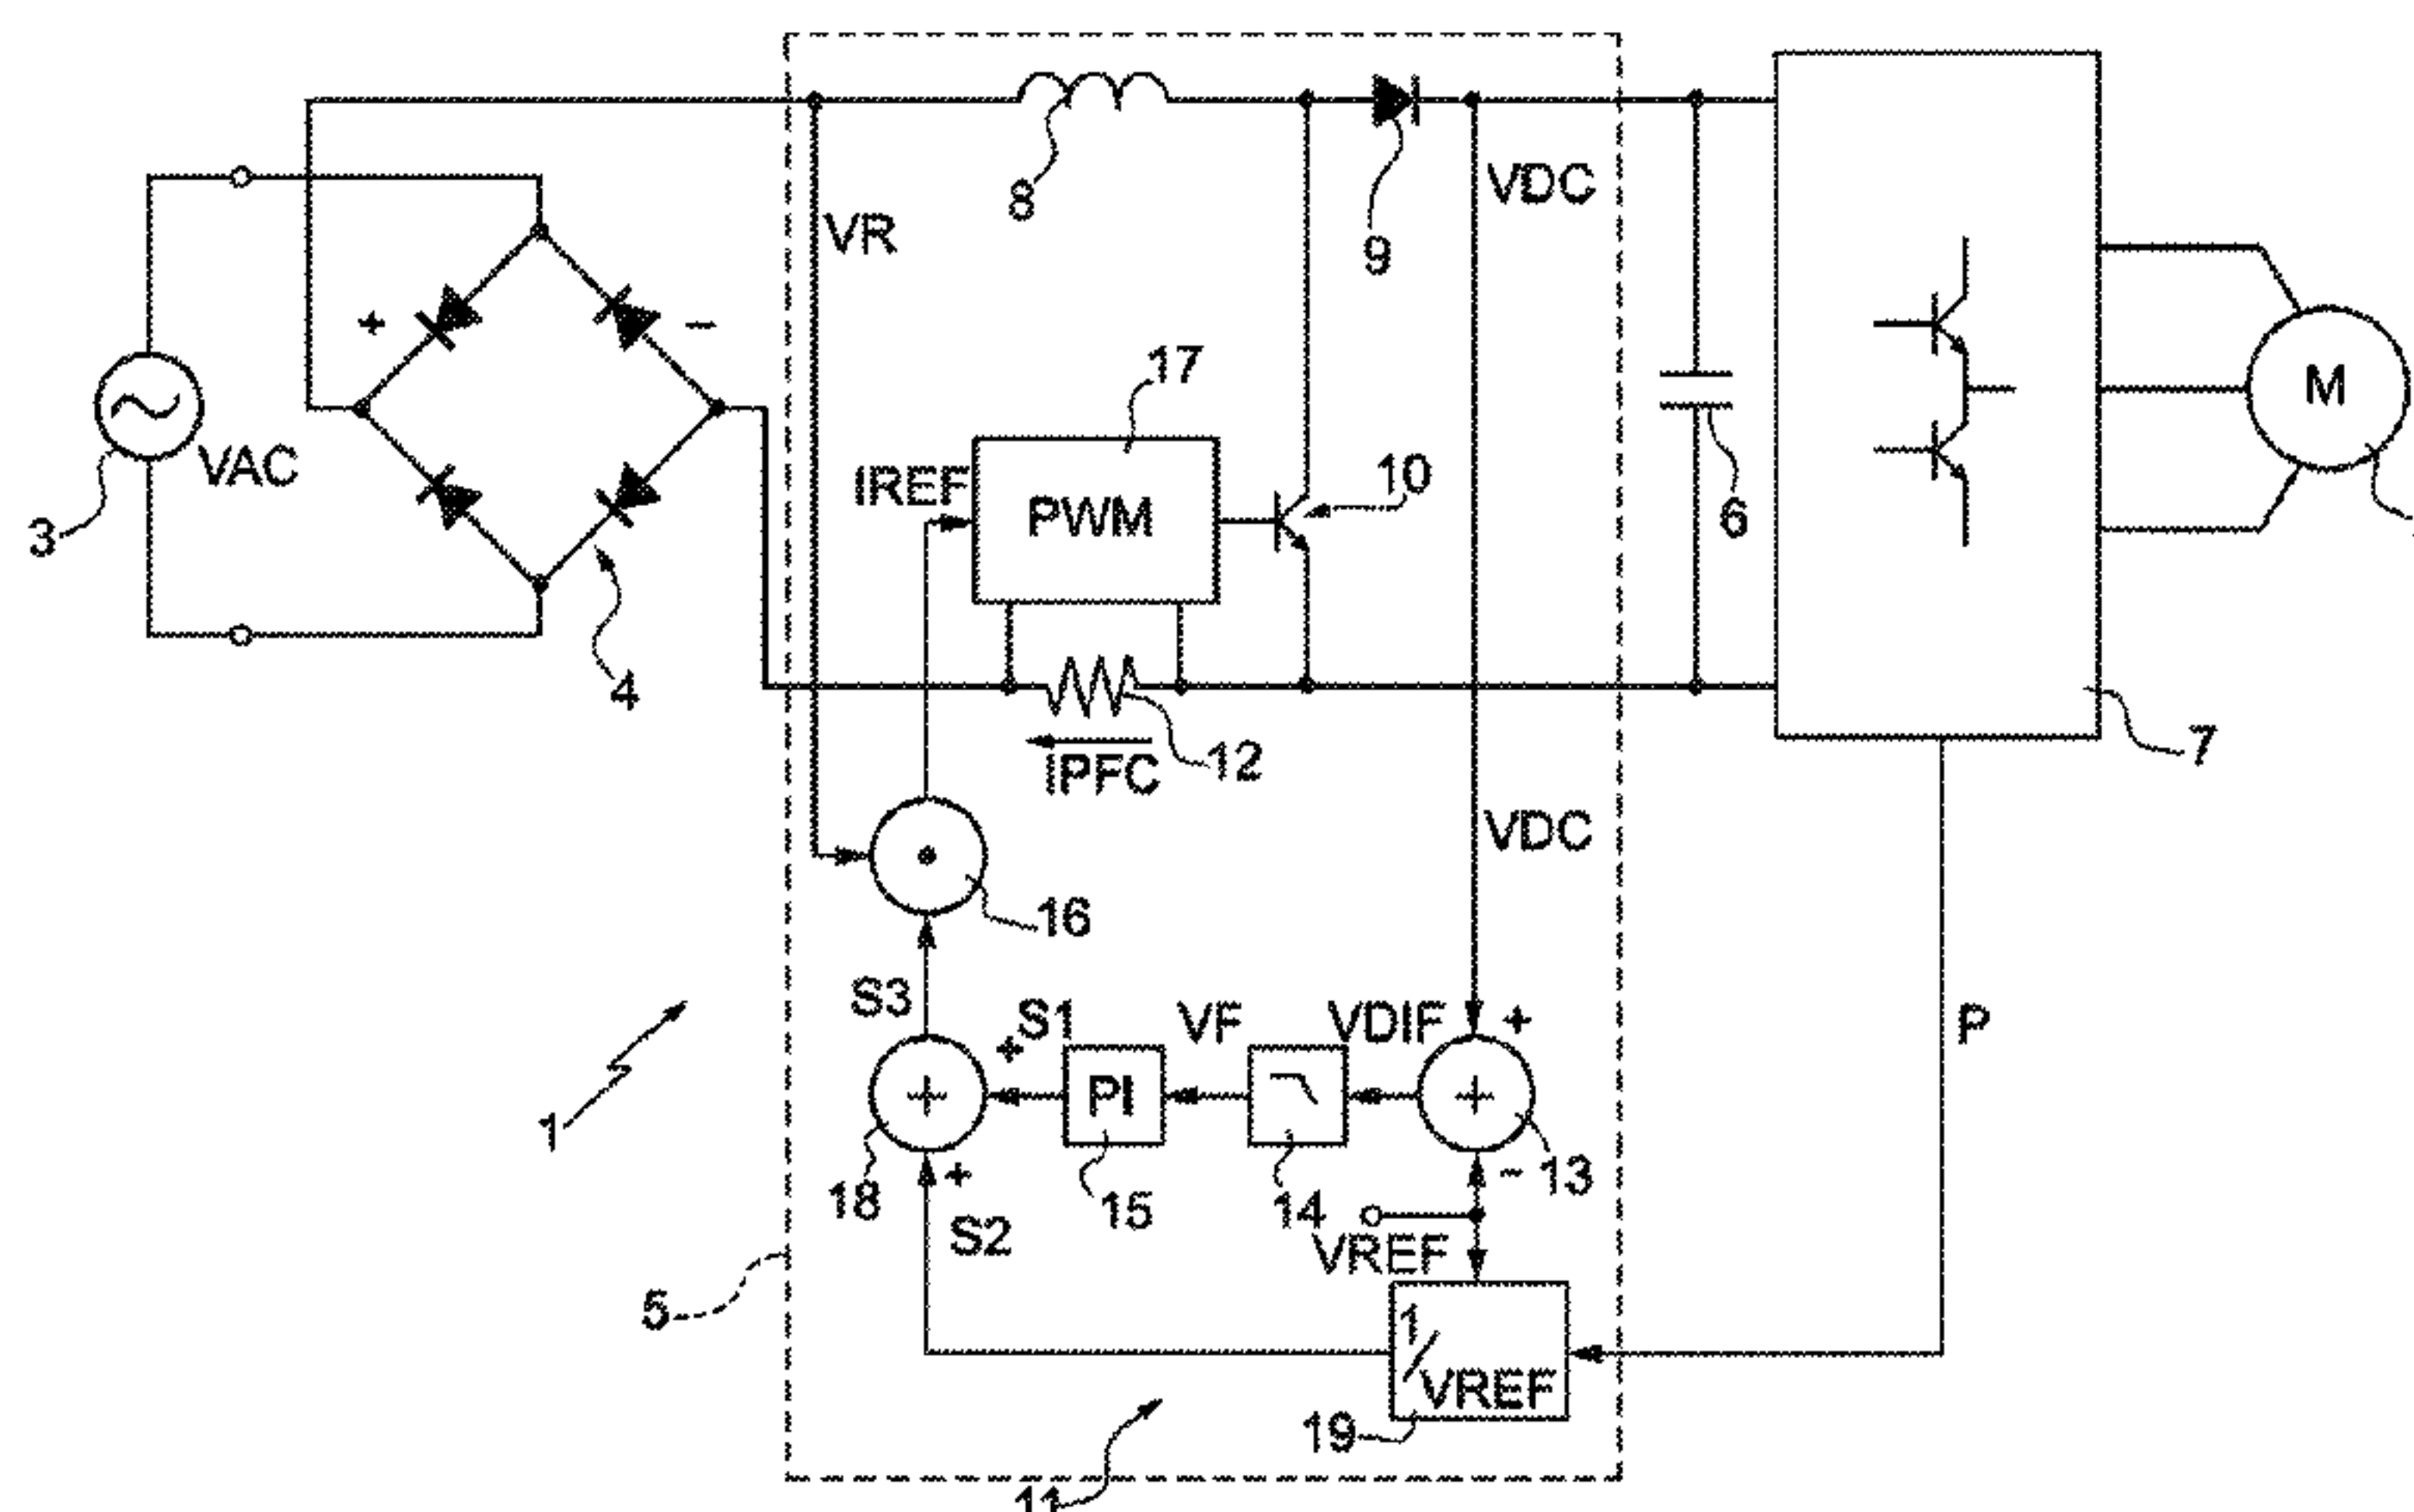 8
9
VDC
VR
+
−
17
M
VAC
IREF
PWM
10
6
3
4
12
7
IPFC
VDC
16
S3
S1
VF
VDIF
+
P
+
+
PI
+
1
18
+
15
14
−
13
S2
VREF
5
1/VREF
19
11